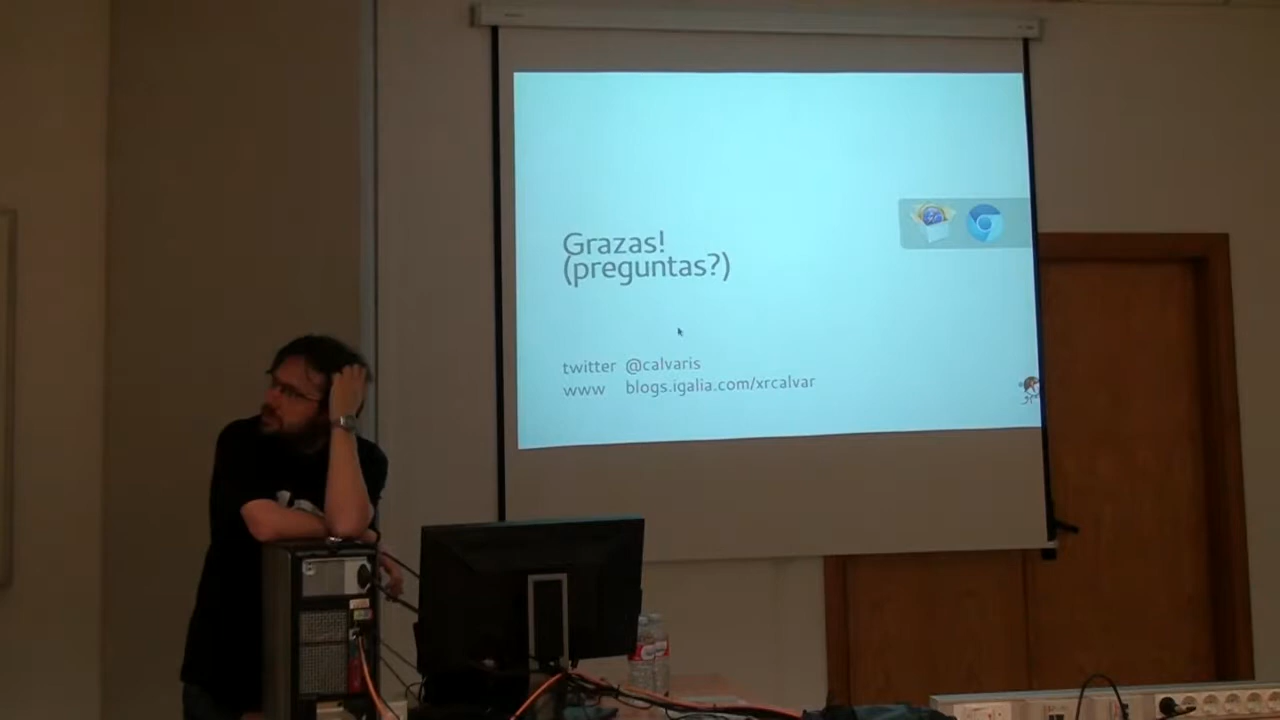 Grazas!
(preguntas?)
twitter @calvaris
www blogs.igalia.com/xrcalvar